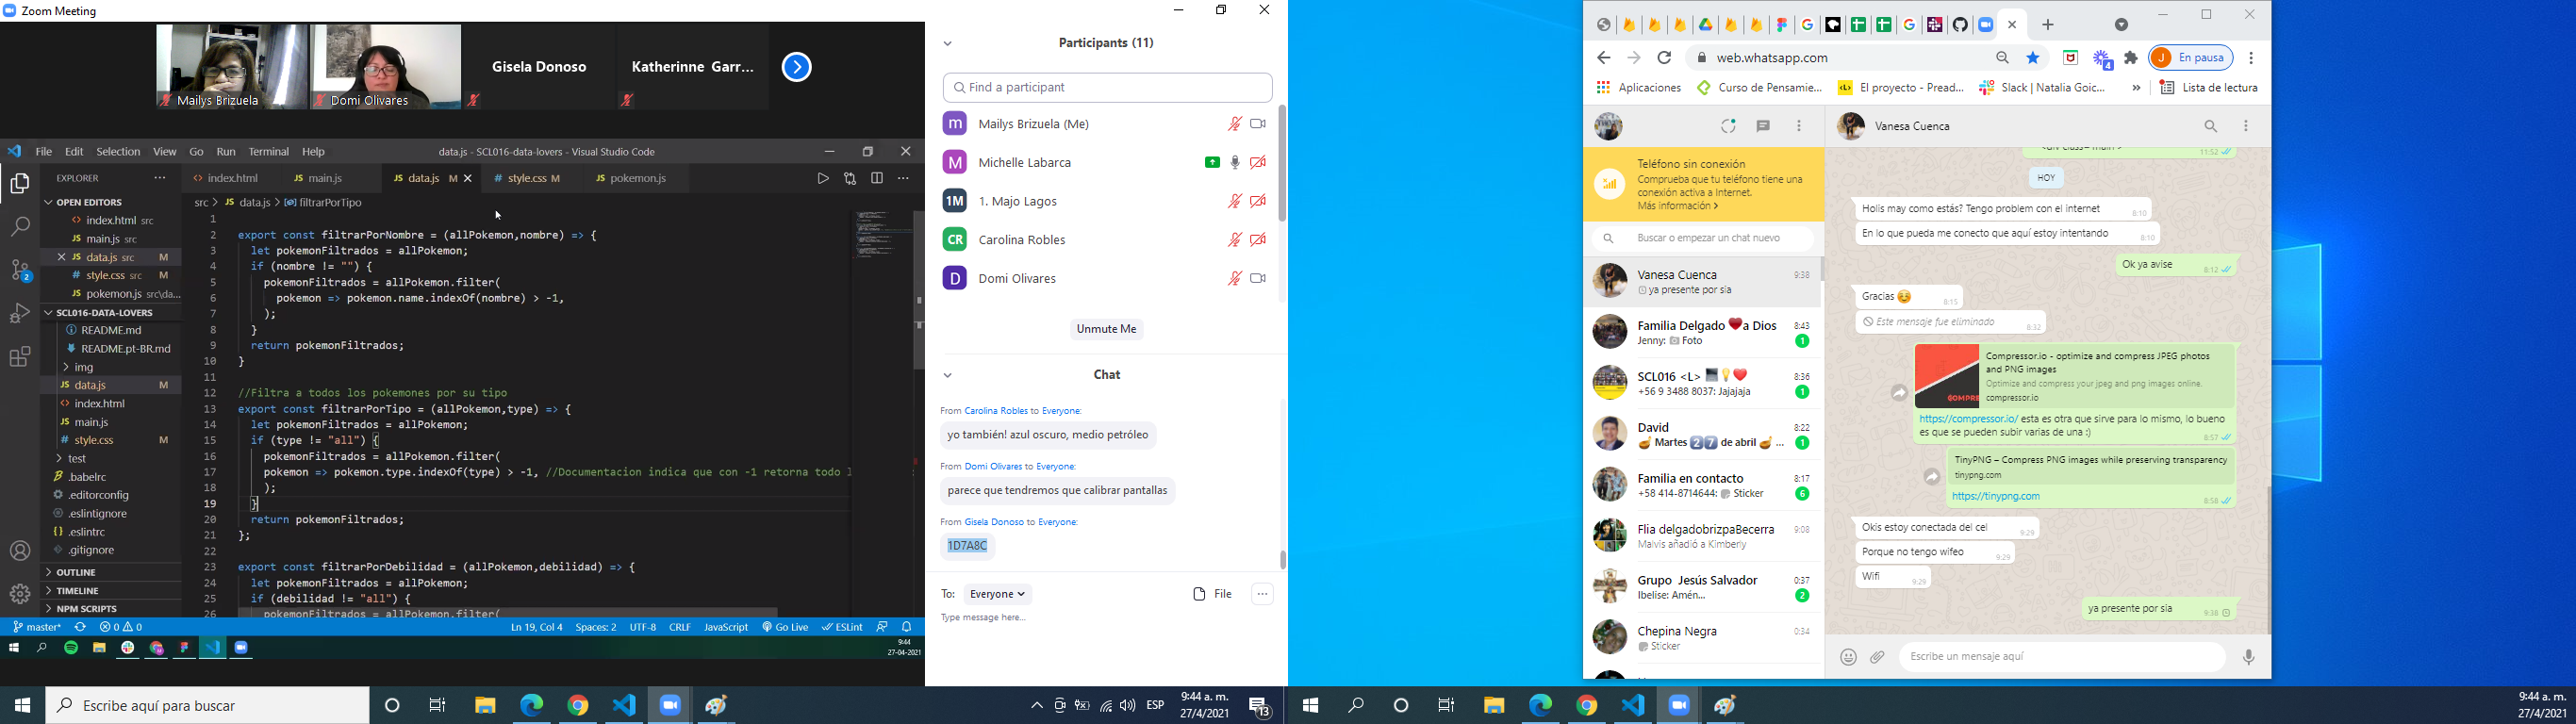 Zoom Meeting
Mailys Brizuela
Domi Olivares
Gisela Donoso
Katherinne Garr...
File Edit Selection View Go Run Terminal Help
data.js - SCL016-data-lovers - Visual Studio Code
EXPLORER
index.html
main.js
data.js M
style.css M
pokemon.js
OPEN EDITORS
index.html src
main.js src
data.js src M
style.css src M
pokemon.js src\da...
SCL016-DATA-LOVERS
README.md
README.pt-BR.md
img
data.js M
index.html
main.js
style.css M
test
.babelrc
.editorconfig
.eslintignore
.eslintrc
.gitignore
OUTLINE
TIMELINE
NPM SCRIPTS
src > JS data.js > filtrarPorTipo
1
2 export const filtrarPorNombre = (allPokemon,nombre) => {
3 let pokemonFiltrados = allPokemon;
4 if (nombre != "") {
5 pokemonFiltrados = allPokemon.filter(
6 pokemon => pokemon.name.indexOf(nombre) > -1,
7 );
8 }
9 return pokemonFiltrados;
10 }
11
12 //Filtra a todos los pokemones por su tipo
13 export const filtrarPorTipo = (allPokemon,type) => {
14 let pokemonFiltrados = allPokemon;
15 if (type != "all") {
16 pokemonFiltrados = allPokemon.filter(
17 pokemon => pokemon.type.indexOf(type) > -1, //Documentacion indica que con -1 retorna todo l
18 );
19 }
20 return pokemonFiltrados;
21 };
22
23 export const filtrarPorDebilidad = (allPokemon,debilidad) => {
24 let pokemonFiltrados = allPokemon;
25 if (debilidad != "all") {
26 pokemonFiltrados = allPokemon.filter(
master* 0 0
Ln 19, Col 4 Spaces: 2 UTF-8 CRLF JavaScript Go Live ESLint
9:44
27-04-2021
Participants (11)
Find a participant
Mailys Brizuela (Me)
Michelle Labarca
1M 1. Majo Lagos
CR Carolina Robles
D Domi Olivares
Unmute Me
Chat
From Carolina Robles to Everyone:
yo también! azul oscuro, medio petróleo
From Domi Olivares to Everyone:
parece que tendremos que calibrar pantallas
From Gisela Donoso to Everyone:
1D7A8C
To: Everyone File
Type message here...
Escribe aquí para buscar
ESP
9:44 a. m.
27/4/2021
13
web.whatsapp.com
En pausa
Aplicaciones
Curso de Pensamie...
El proyecto - Pread...
Slack | Natalia Goic...
Lista de lectura
Teléfono sin conexión
Comprueba que tu teléfono tiene una
conexión activa a Internet.
Más información
Buscar o empezar un chat nuevo
Vanesa Cuenca 9:38
ya presente por sia
Familia Delgado ❤️a Dios 8:43
Jenny: Foto 1
SCL016 <L> 8:36
+56 9 3488 8037: Jajajaja 1
David 8:22
Martes 27 de abril ... 1
Familia en contacto 8:17
+58 414-8714644: Sticker 6
Flia delgadobrizpaBecerra 9:08
Malvis añadió a Kimberly
Grupo Jesús Salvador 0:37
Ibelise: Amén... 2
Chepina Negra 0:34
Sticker
Vanesa Cuenca
11:52
HOY
Holis may como estás? Tengo problem con el internet 8:10
En lo que pueda me conecto que aquí estoy intentando 8:10
Ok ya avise 8:12
Gracias ☺️ 8:15
Este mensaje fue eliminado 8:32
Compressor.io - optimize and compress JPEG photos
and PNG images
Optimize and compress your jpeg and png images online.
compressor.io
https://compressor.io/ esta es otra que sirve para lo mismo, lo bueno
es que se pueden subir varias de una :) 8:57
TinyPNG – Compress PNG images while preserving transparency
tinypng.com
https://tinypng.com 8:58
Okis estoy conectada del cel 9:29
Porque no tengo wifeo 9:29
Wifi 9:29
ya presente por sia 9:38
Escribe un mensaje aquí
9:44 a. m.
27/4/2021